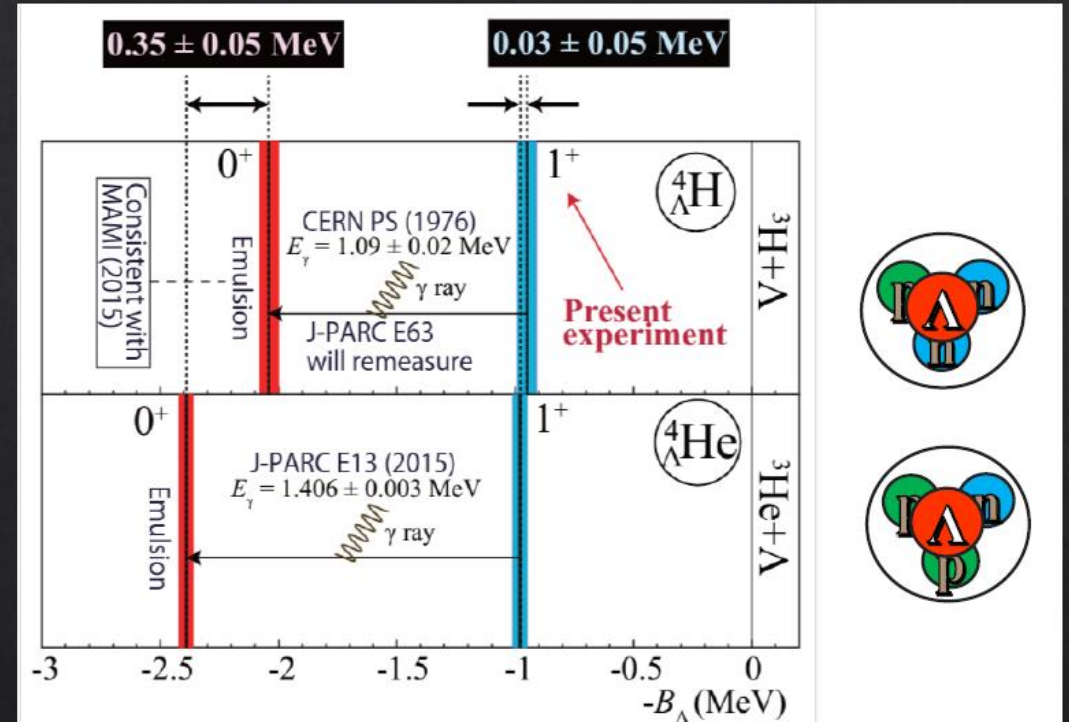 0.35 ± 0.05 MeV
0.03 ± 0.05 MeV
0⁺
1⁺
⁴ΛH
³H+Λ
Consistent with
MAMI (2015)
Emulsion
CERN PS (1976)
Eγ = 1.09 ± 0.02 MeV
γ ray
J-PARC E63
will remeasure
Present
experiment
p Λ n
n
0⁺
1⁺
⁴ΛHe
³He+Λ
Emulsion
J-PARC E13 (2015)
Eγ = 1.406 ± 0.003 MeV
γ ray
Λ n
p
-3 -2.5 -2 -1.5 -1 -0.5 0
-BΛ(MeV)